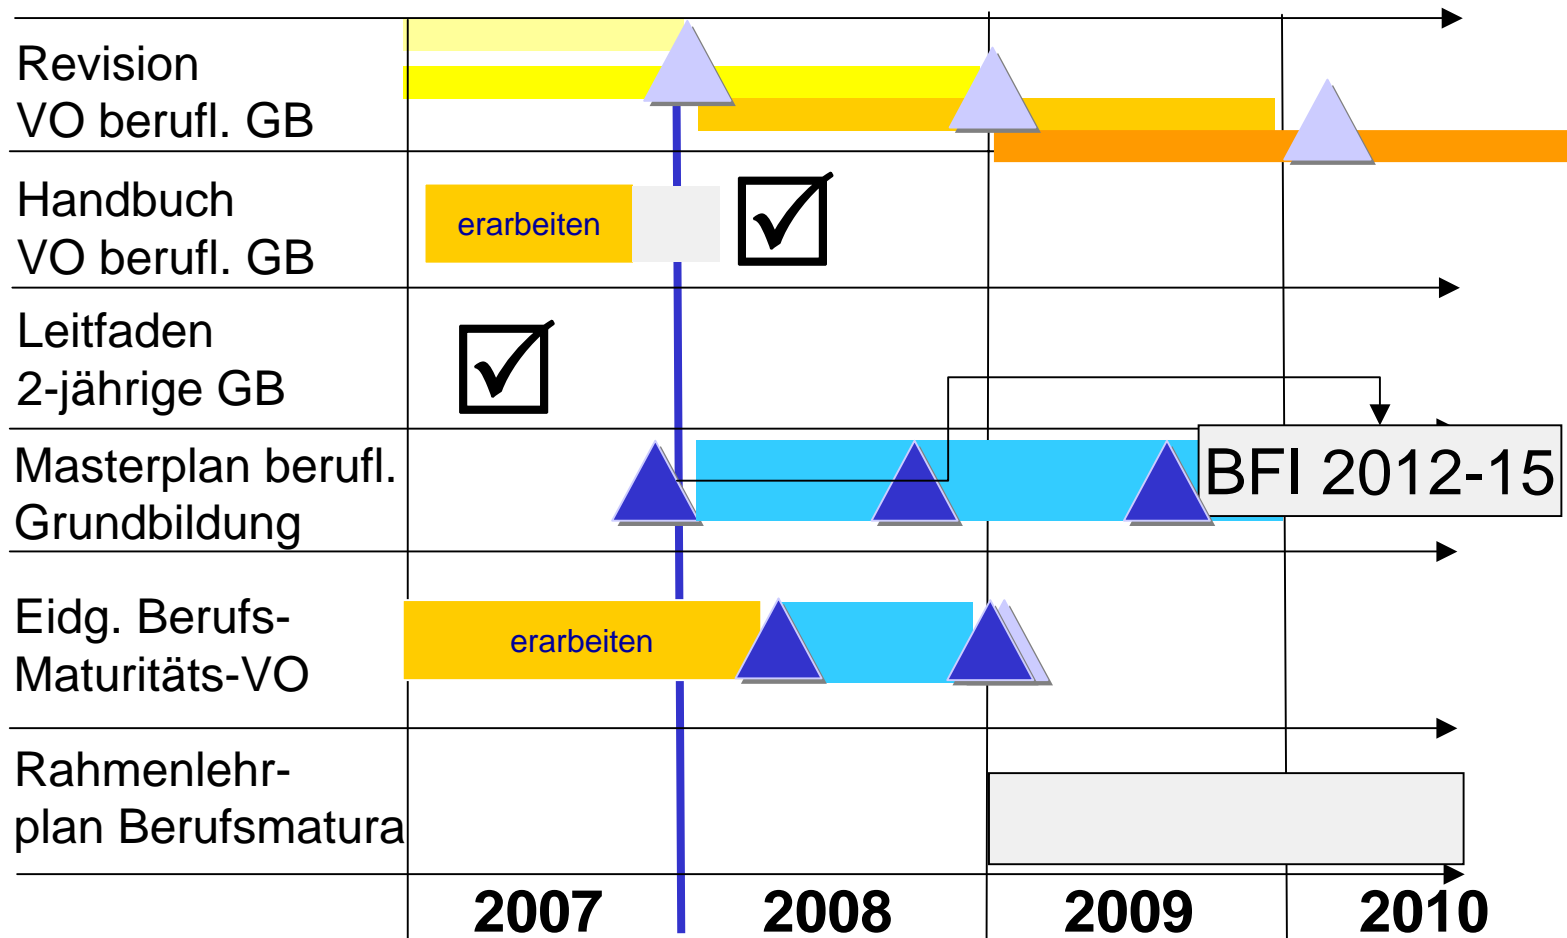 Revision
VO berufl. GB
Handbuch
VO berufl. GB
erarbeiten
Leitfaden
2-jährige GB
Masterplan berufl.
Grundbildung
BFI 2012-15
Eidg. Berufs-
Maturitäts-VO
erarbeiten
Rahmenlehr-
plan Berufsmatura
2007 2008 2009 2010